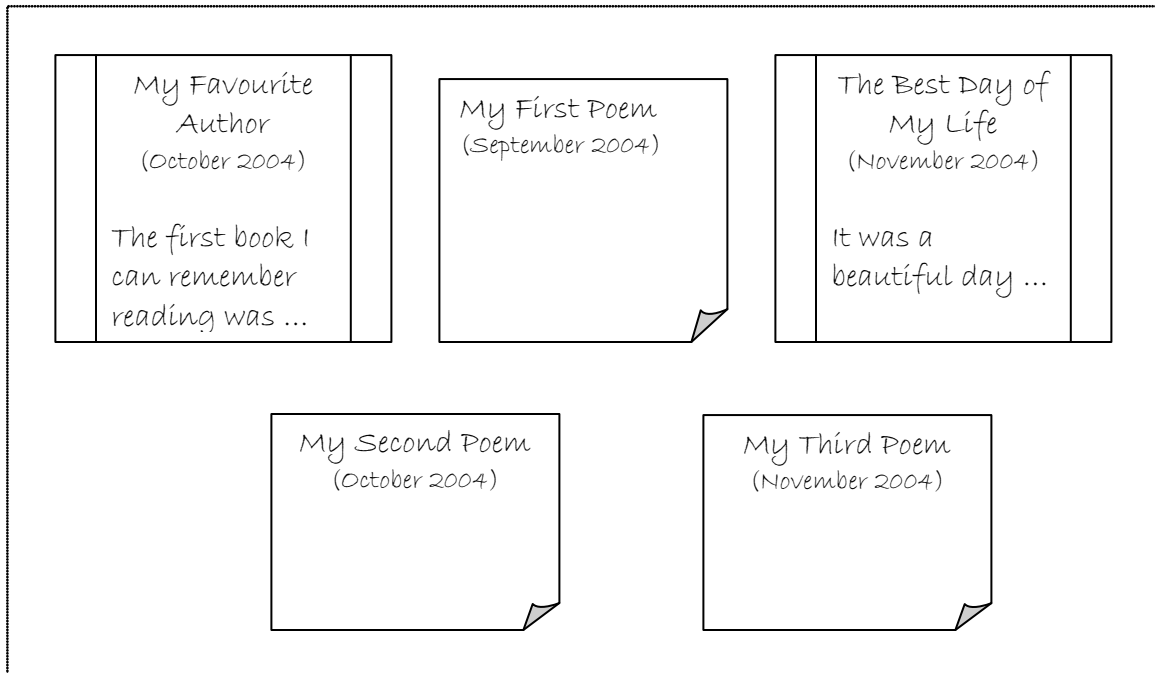 My Favourite
Author
(October 2004)
The first book I
can remember
reading was ...
My First Poem
(September 2004)
The Best Day of
My Life
(November 2004)
It was a
beautiful day ...
My Second Poem
(October 2004)
My Third Poem
(November 2004)